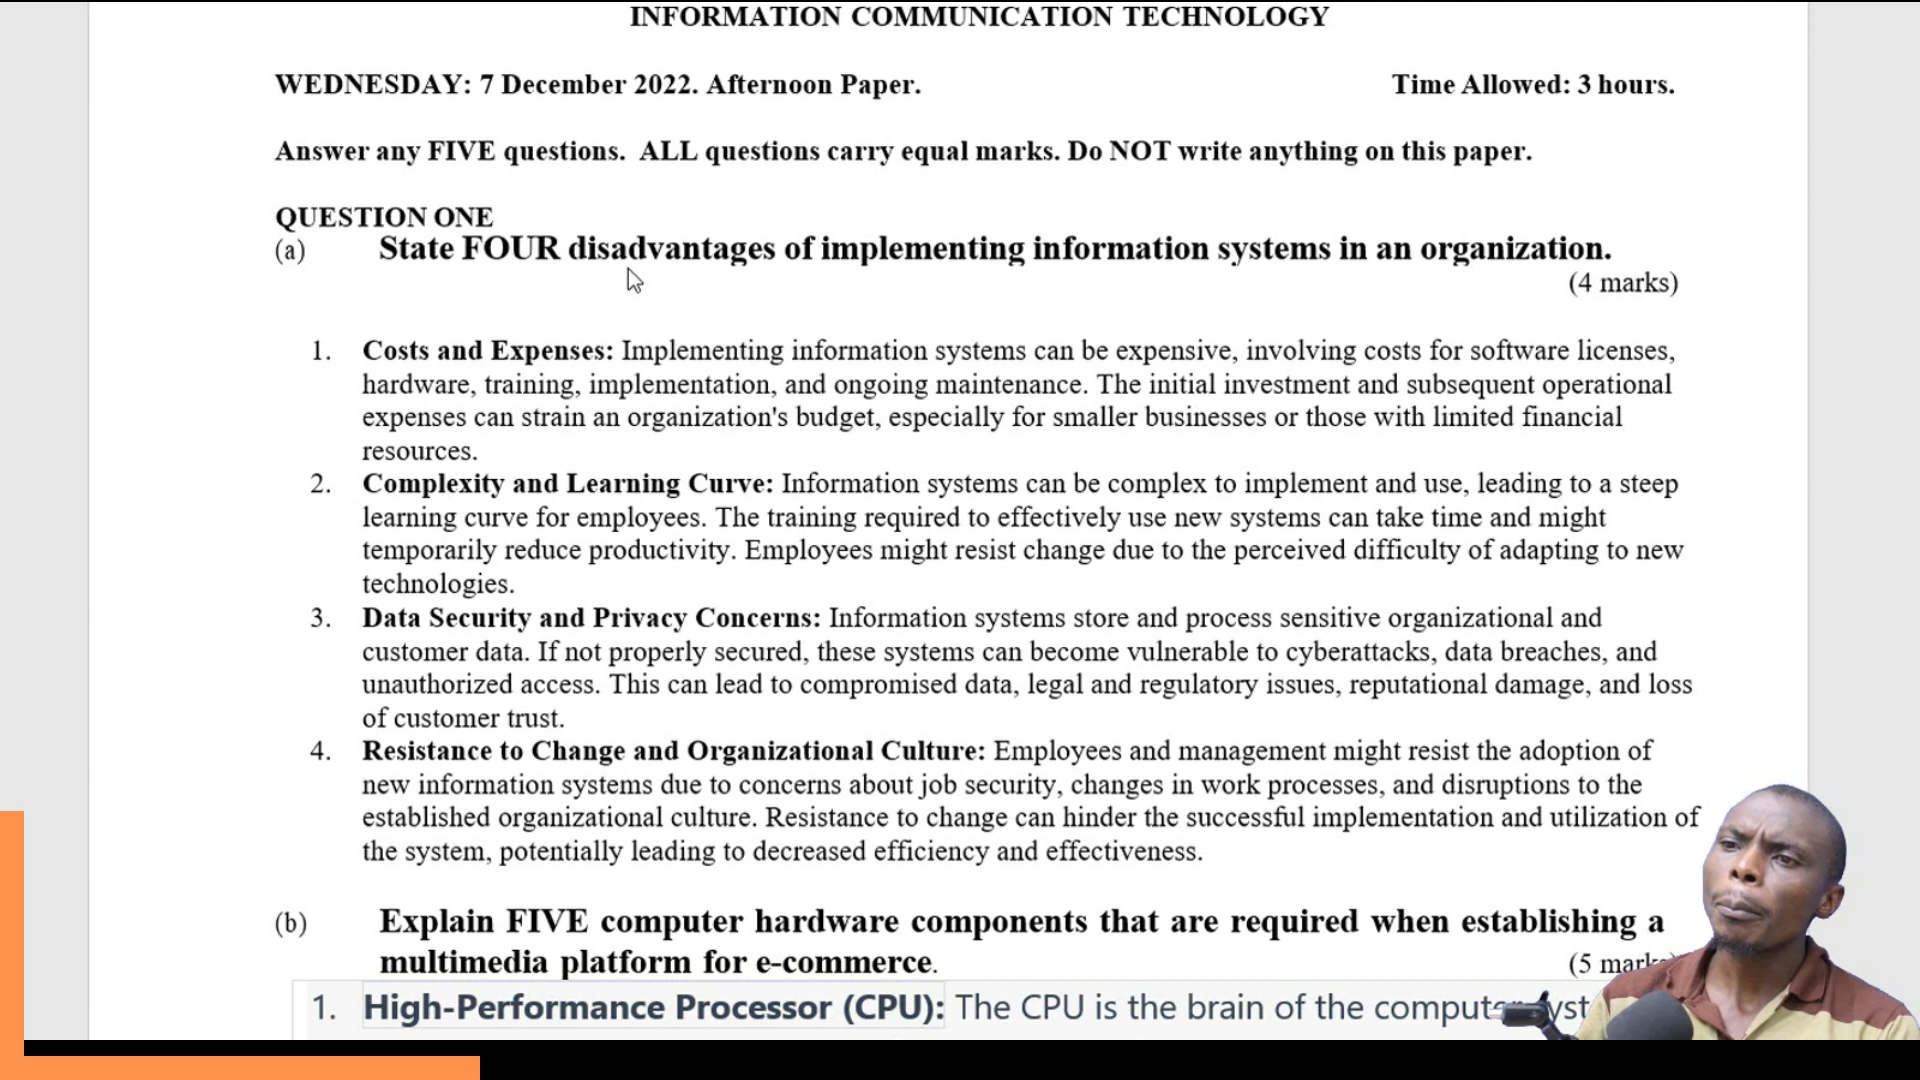 INFORMATION COMMUNICATION TECHNOLOGY
WEDNESDAY: 7 December 2022. Afternoon Paper. Time Allowed: 3 hours.
Answer any FIVE questions. ALL questions carry equal marks. Do NOT write anything on this paper.
QUESTION ONE
(a) State FOUR disadvantages of implementing information systems in an organization.
(4 marks)
1. Costs and Expenses: Implementing information systems can be expensive, involving costs for software licenses,
hardware, training, implementation, and ongoing maintenance. The initial investment and subsequent operational
expenses can strain an organization's budget, especially for smaller businesses or those with limited financial
resources.
2. Complexity and Learning Curve: Information systems can be complex to implement and use, leading to a steep
learning curve for employees. The training required to effectively use new systems can take time and might
temporarily reduce productivity. Employees might resist change due to the perceived difficulty of adapting to new
technologies.
3. Data Security and Privacy Concerns: Information systems store and process sensitive organizational and
customer data. If not properly secured, these systems can become vulnerable to cyberattacks, data breaches, and
unauthorized access. This can lead to compromised data, legal and regulatory issues, reputational damage, and loss
of customer trust.
4. Resistance to Change and Organizational Culture: Employees and management might resist the adoption of
new information systems due to concerns about job security, changes in work processes, and disruptions to the
established organizational culture. Resistance to change can hinder the successful implementation and utilization of
the system, potentially leading to decreased efficiency and effectiveness.
(b) Explain FIVE computer hardware components that are required when establishing a
multimedia platform for e-commerce. (5
1. High-Performance Processor (CPU): The CPU is the brain of the